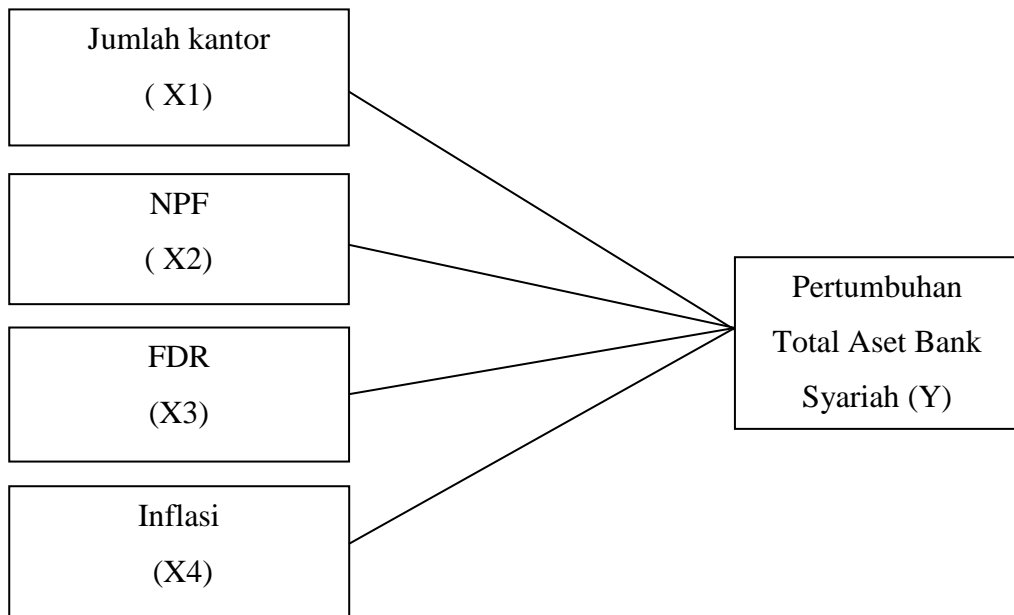 Jumlah kantor
( X1)
NPF
( X2)
FDR
(X3)
Inflasi
(X4)
Pertumbuhan
Total Aset Bank
Syariah (Y)